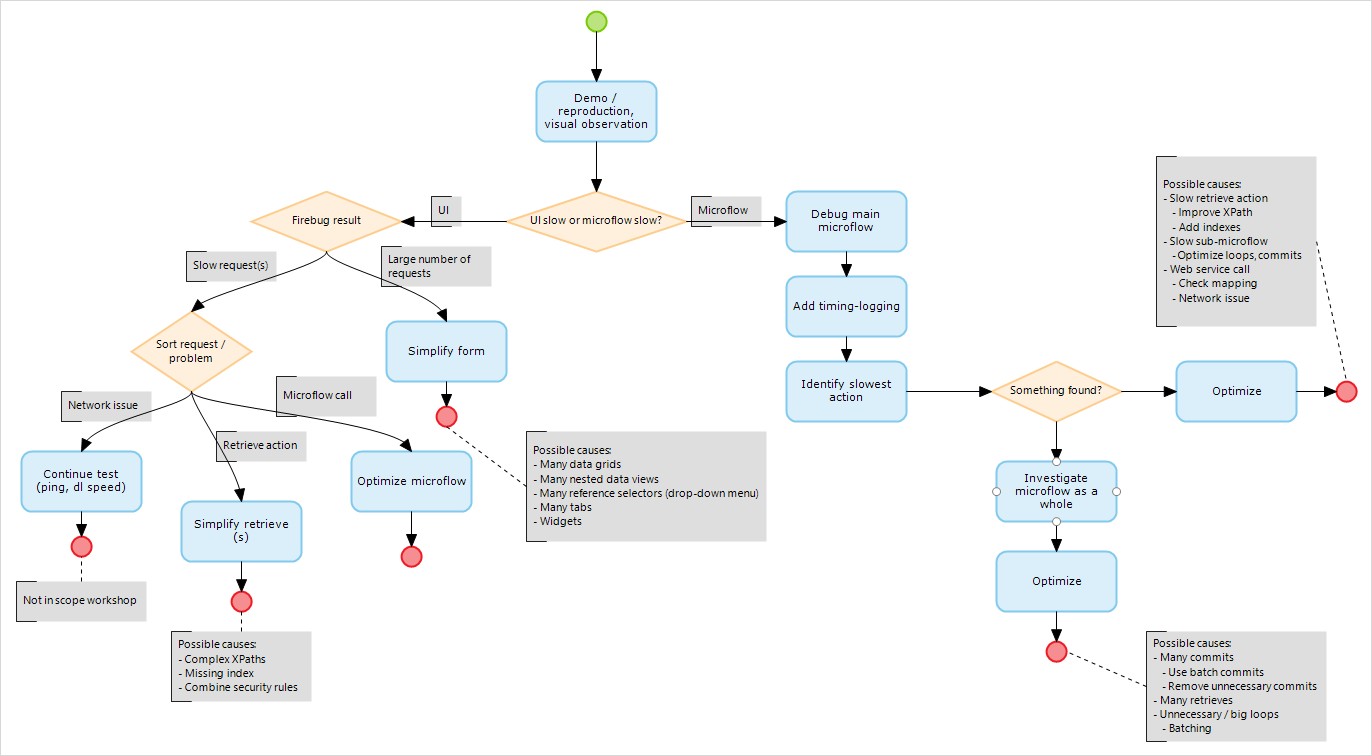 Demo /
reproduction,
visual observation
Firebug result
UI
UI slow or microflow slow?
Microflow
Debug main
microflow
Slow request(s)
Large number of
requests
Possible causes:
- Slow retrieve action
- Improve XPath
- Add indexes
- Slow sub-microflow
- Optimize loops,commits
- Web service call
- Check mapping
- Network issue
Add timing-logging
Sort request /
problem
Simplify form
Identify slowest
action
Something found?
Optimize
Network issue
Retrieve action
Microflow call
Continue test
(ping, dl speed)
Simplify retrieve
(s)
Optimize microflow
Possible causes:
- Many data grids
- Many nested data views
- Many reference selectors (drop-down menu)
- Many tabs
- Widgets
Investigate
microflow as a
whole
Optimize
Not in scope workshop
Possible causes:
- Complex XPaths
- Missing index
- Combine security rules
Possible causes:
- Many commits
- Use batch commits
- Remove unnecessary commits
- Many retrieves
- Unnecessary / big loops
- Batching